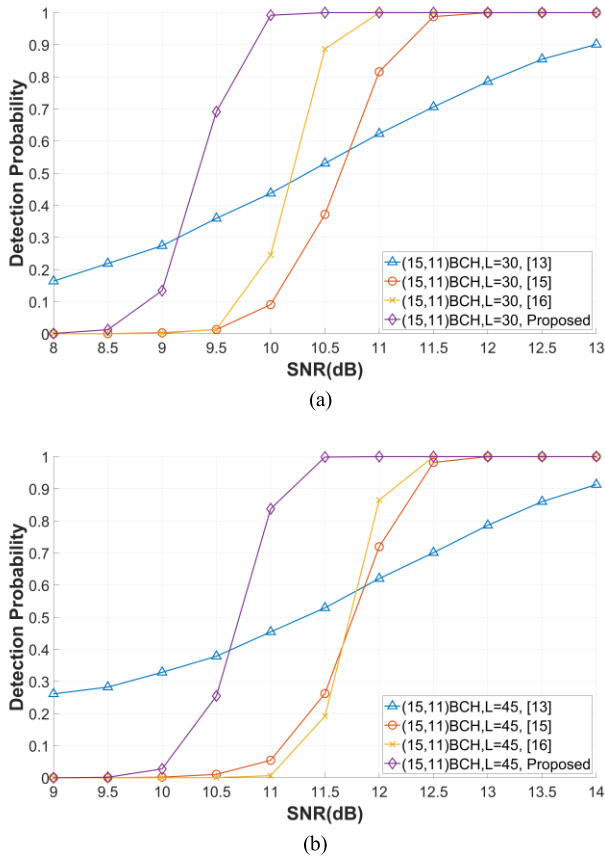 1
0.9
0.8
0.7
0.6
0.5
0.4
0.3
0.2
0.1
0
Detection Probability
(15,11)BCH,L=30, [13]
(15,11)BCH,L=30, [15]
(15,11)BCH,L=30, [16]
(15,11)BCH,L=30, Proposed
8 8.5 9 9.5 10 10.5 11 11.5 12 12.5 13
SNR(dB)
(a)
1
0.9
0.8
0.7
0.6
0.5
0.4
0.3
0.2
0.1
0
Detection Probability
(15,11)BCH,L=45, [13]
(15,11)BCH,L=45, [15]
(15,11)BCH,L=45, [16]
(15,11)BCH,L=45, Proposed
9 9.5 10 10.5 11 11.5 12 12.5 13 13.5 14
SNR(dB)
(b)